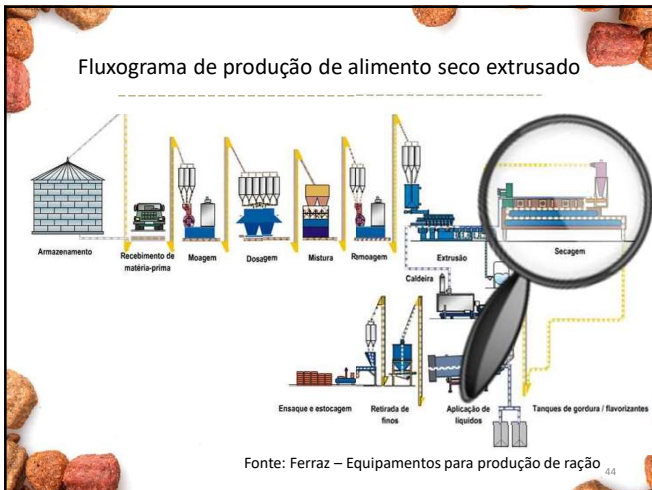 Fluxograma de produção de alimento seco extrusado
Armazenamento
Recebimento de
matéria-prima
Moagem
Dosagem
Mistura
Rmoagem
Extrusão
Secagem
Caldeira
Ensaque e estocagem
Retirada de
finos
Aplicação de
líquidos
Tanques de gordura / flavorizantes
Fonte: Ferraz – Equipamentos para produção de ração
44